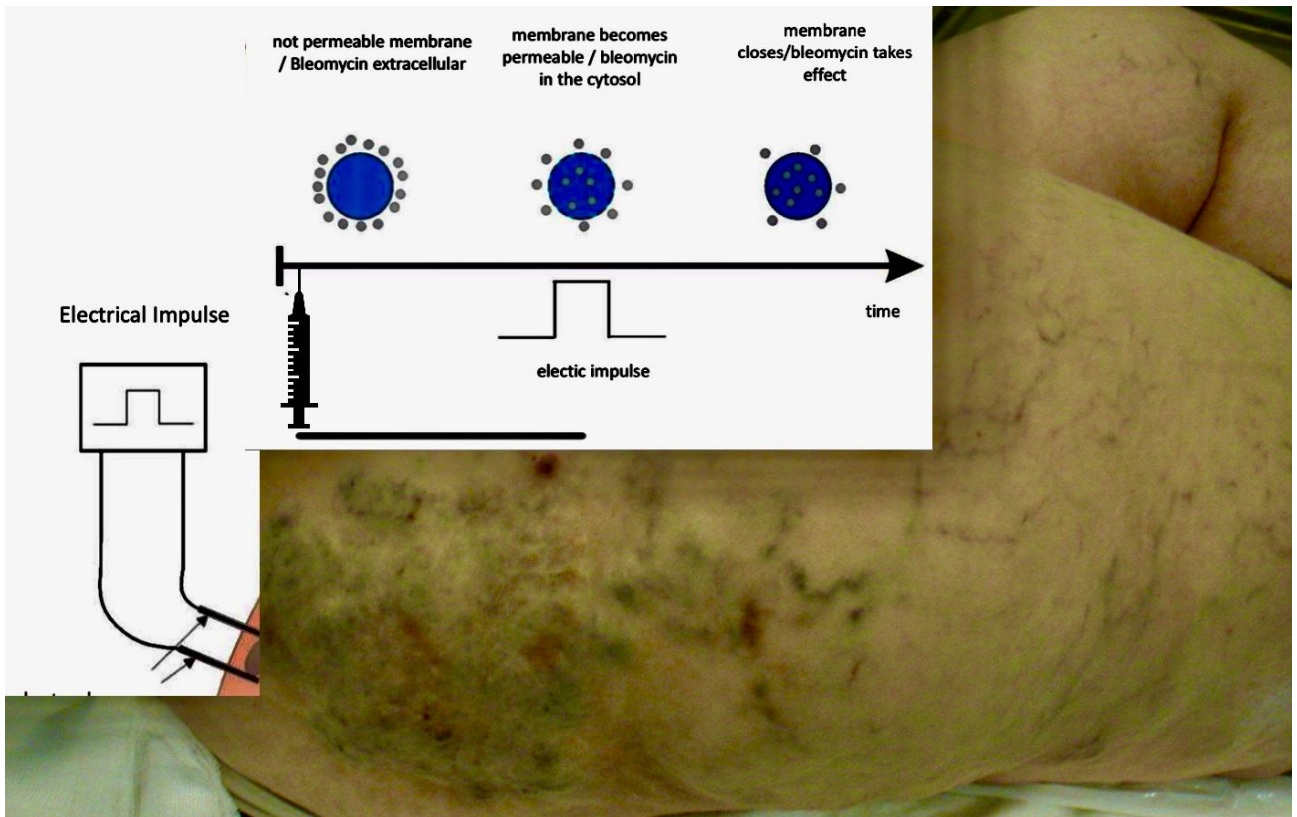 not permeable membrane
/ Bleomycin extracellular
membrane becomes
permeable / bleomycin
in the cytosol
membrane
closes/bleomycin takes
effect
Electrical Impulse
time
electic impulse